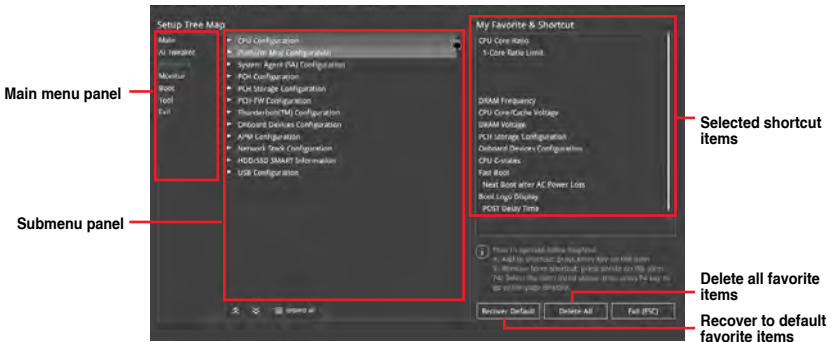 Setup Tree Map
Main
Ai Tweaker
Monitor
Boot
Tool
Exit
CPU Configuration
Platform Misc Configuration
System Agent (SA) Configuration
PCH Configuration
PCH Storage Configuration
PCH-FW Configuration
Thunderbolt(TM) Configuration
Onboard Devices Configuration
APM Configuration
Network Stack Configuration
HDD/SSD SMART Information
USB Configuration
My Favorite & Shortcut
CPU Core Ratio
1-Core Ratio Limit
DRAM Frequency
CPU Core/Cache Voltage
DRAM Voltage
PCH Storage Configuration
Onboard Devices Configuration
CPU C-states
Fast Boot
Next Boot after AC Power Loss
Boot Logo Display
POST Delay Time
Recover Default
Delete All
Exit (ESC)
Main menu panel
Submenu panel
Selected shortcut
items
Delete all favorite
items
Recover to default
favorite items